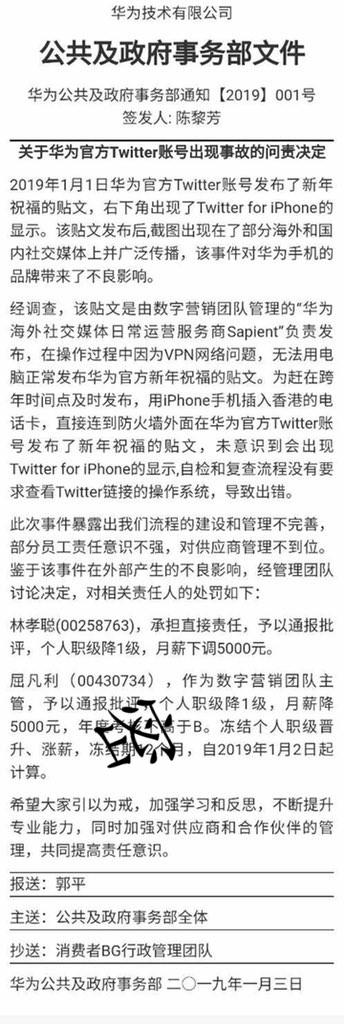 华为技术有限公司
公共及政府事务部文件
华为公共及政府事务部通知【2019】001号
签发人: 陈黎芳
关于华为官方Twitter账号出现事故的问责决定
2019年1月1日华为官方Twitter账号发布了新年
祝福的贴文，右下角出现了Twitter for iPhone的
显示。该贴文发布后,截图出现在了部分海外和国
内社交媒体上并广泛传播，该事件对华为手机的
品牌带来了不良影响。
经调查，该贴文是由数字营销团队管理的“华为
海外社交媒体日常运营服务商Sapient”负责发
布，在操作过程中因为VPN网络问题，无法用电
脑正常发布华为官方新年祝福的贴文。为赶在跨
年时间点及时发布，用iPhone手机插入香港的电
话卡，直接连到防火墙外面在华为官方Twitter账
号发布了新年祝福的贴文，未意识到会出现
Twitter for iPhone的显示,自检和复查流程没有要
求查看Twitter链接的操作系统，导致出错。
此次事件暴露出我们流程的建设和管理不完善，
部分员工责任意识不强，对供应商管理不到位。
鉴于该事件在外部产生的不良影响，经管理团队
讨论决定，对相关责任人的处罚如下：
林孝聪(00258763)，承担直接责任，予以通报批
评，个人职级降1级，月薪下调5000元。
屈凡利（00430734），作为数字营销团队主
管，予以通报批评，个人职级降1级，月薪降
5000元，年度考核不高于B。冻结个人职级晋
升、涨薪，冻结期12个月，自2019年1月2日起
计算。
希望大家引以为戒，加强学习和反思，不断提升
专业能力，同时加强对供应商和合作伙伴的管
理，共同提高责任意识。
报送：郭平
主送：公共及政府事务部全体
抄送：消费者BG行政管理团队
华为公共及政府事务部 二〇一九年一月三日